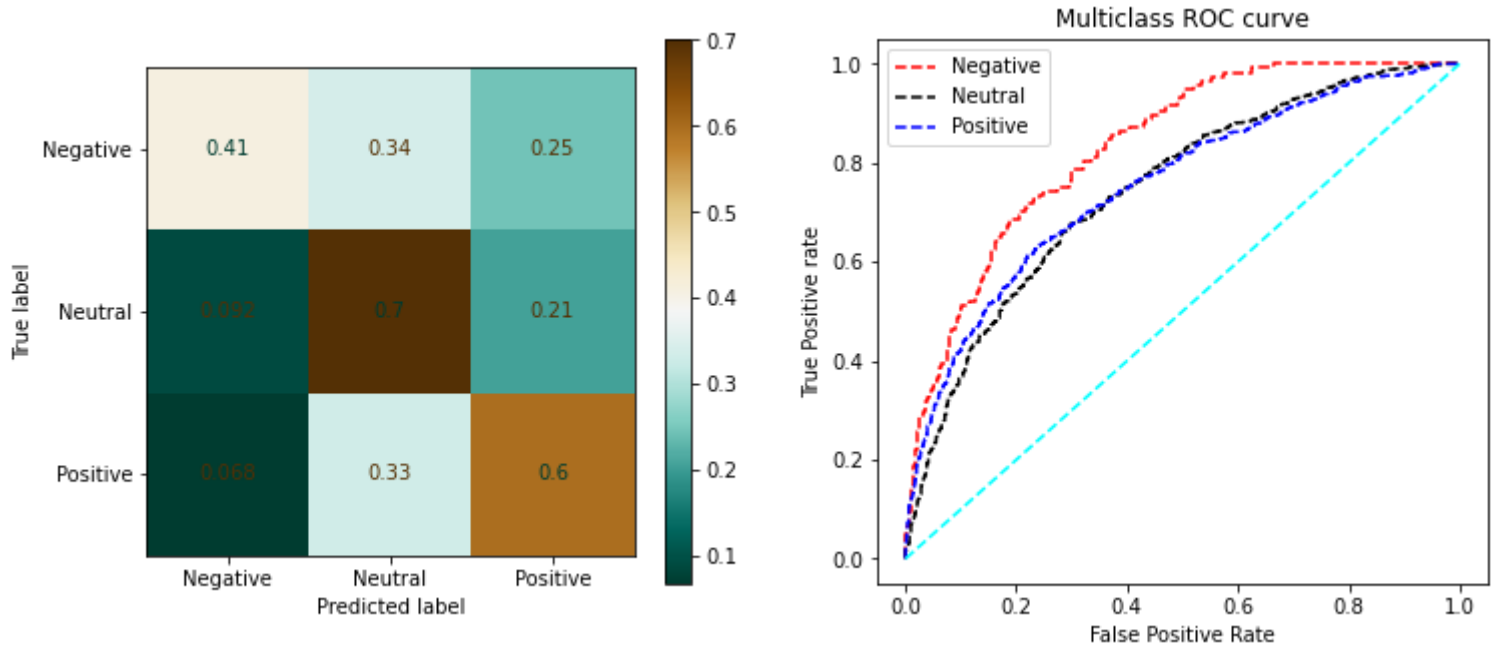 Negative
Neutral
Positive
True label
0.41 0.34 0.25
0.092 0.7 0.21
0.068 0.33 0.6
Negative Neutral Positive
Predicted label
0.7
0.6
0.5
0.4
0.3
0.2
0.1
Multiclass ROC curve
Negative
Neutral
Positive
True Positive rate
1.0
0.8
0.6
0.4
0.2
0.0
0.0 0.2 0.4 0.6 0.8 1.0
False Positive Rate